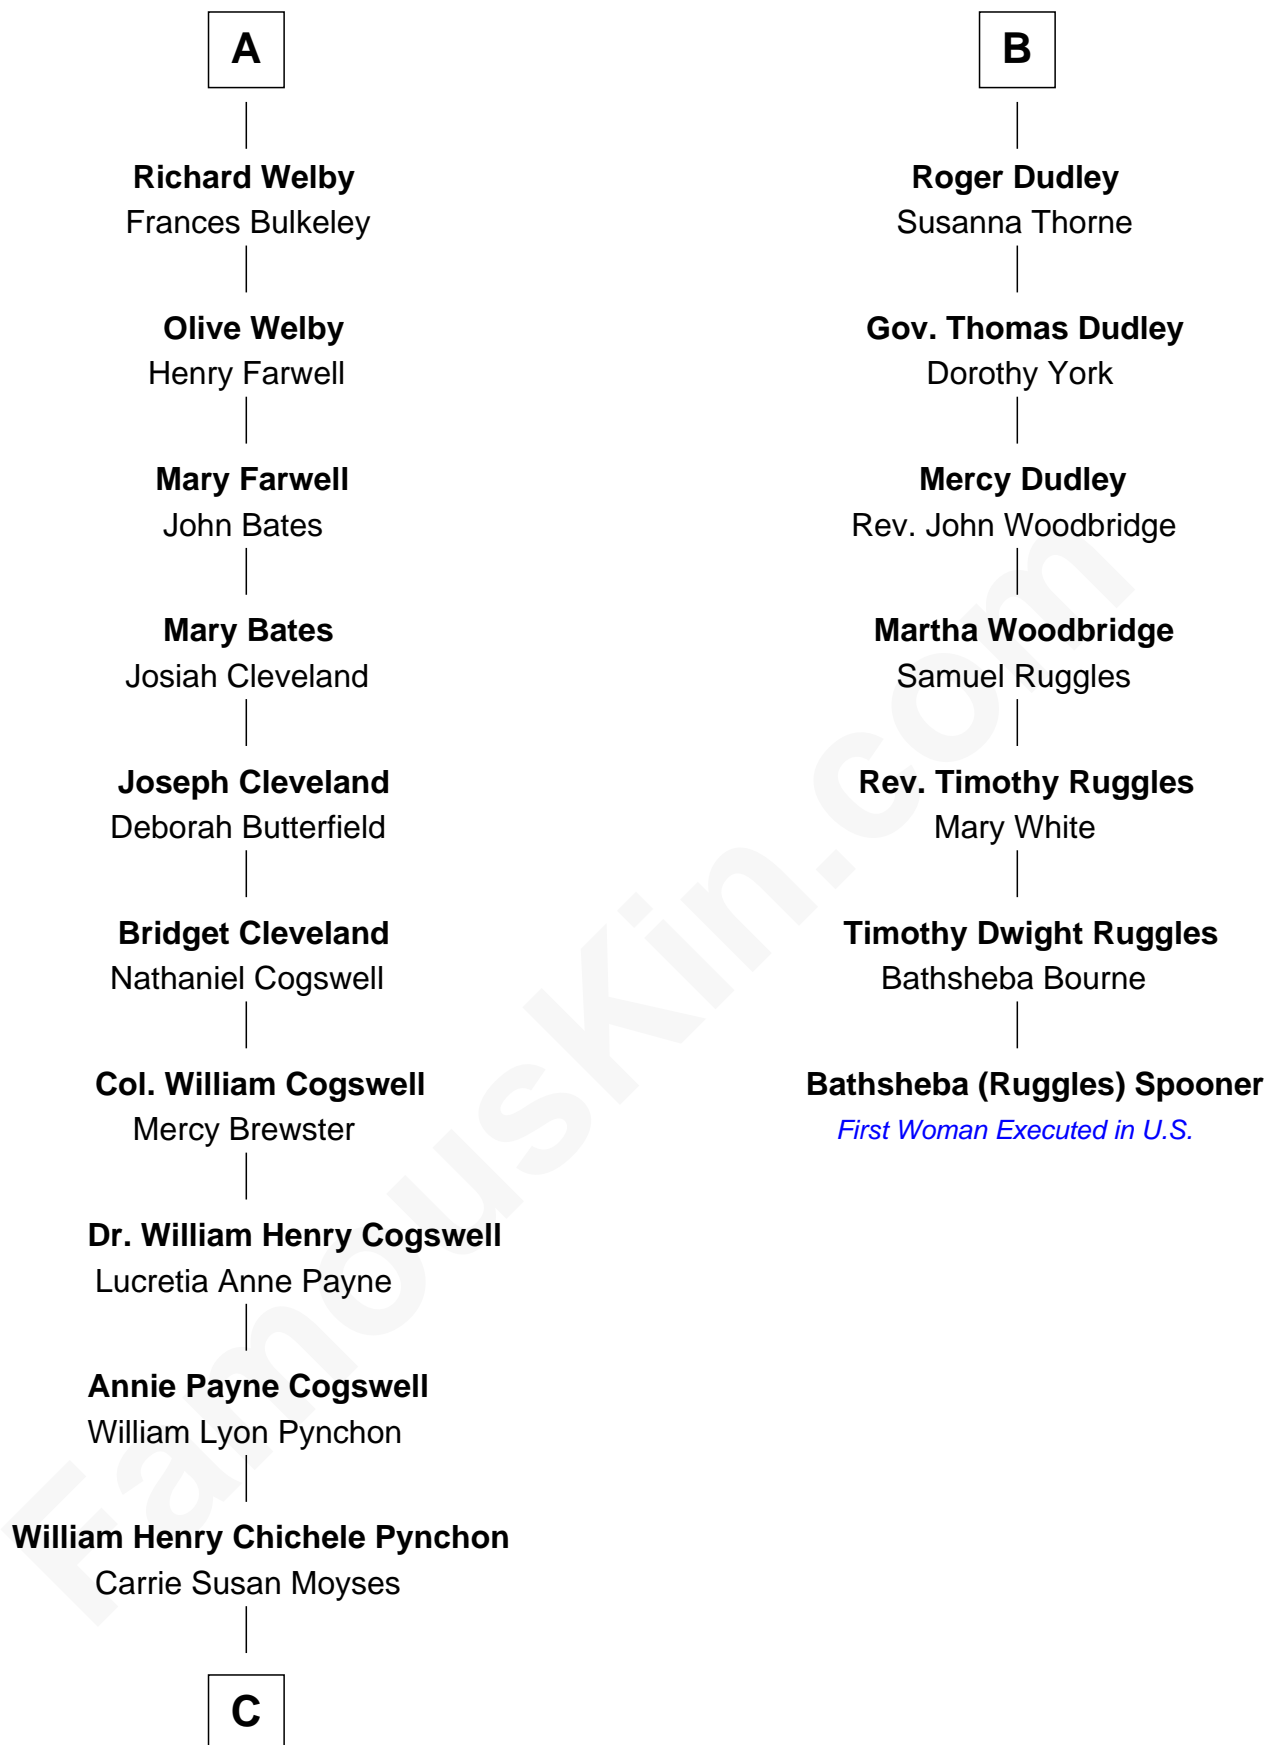 A
Richard Welby
Frances Bulkeley
Olive Welby
Henry Farwell
Mary Farwell
John Bates
Mary Bates
Josiah Cleveland
Joseph Cleveland
Deborah Butterfield
Bridget Cleveland
Nathaniel Cogswell
Col. William Cogswell
Mercy Brewster
Dr. William Henry Cogswell
Lucretia Anne Payne
Annie Payne Cogswell
William Lyon Pynchon
William Henry Chichele Pynchon
Carrie Susan Moyses
C
B
Roger Dudley
Susanna Thorne
Gov. Thomas Dudley
Dorothy York
Mercy Dudley
Rev. John Woodbridge
Martha Woodbridge
Samuel Ruggles
Rev. Timothy Ruggles
Mary White
Timothy Dwight Ruggles
Bathsheba Bourne
Bathsheba (Ruggles) Spooner
First Woman Executed in U.S.
FamousKin.com